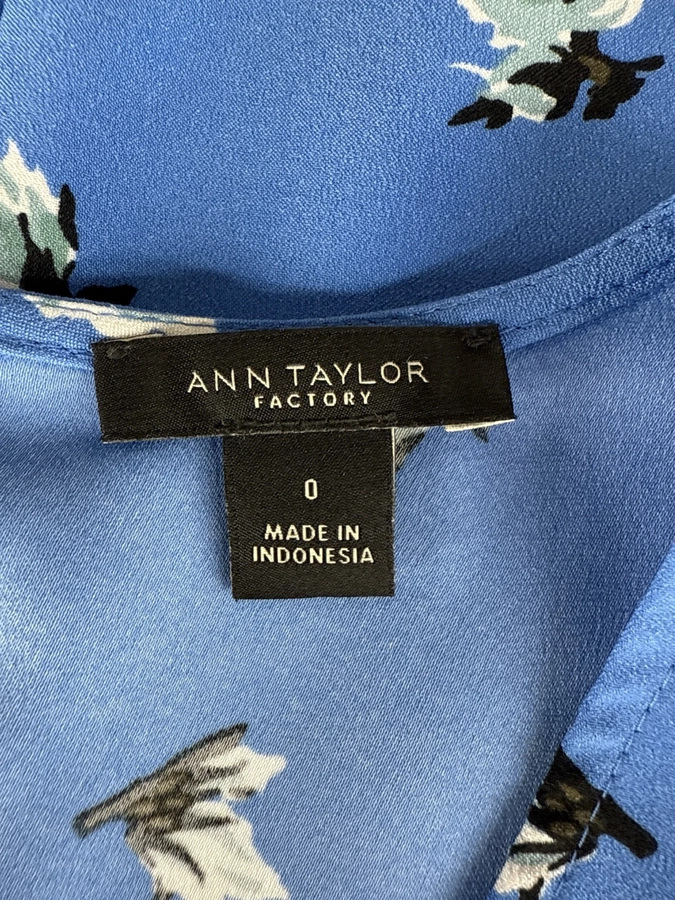 ANN TAYLOR
FACTORY
0
MADE IN
INDONESIA